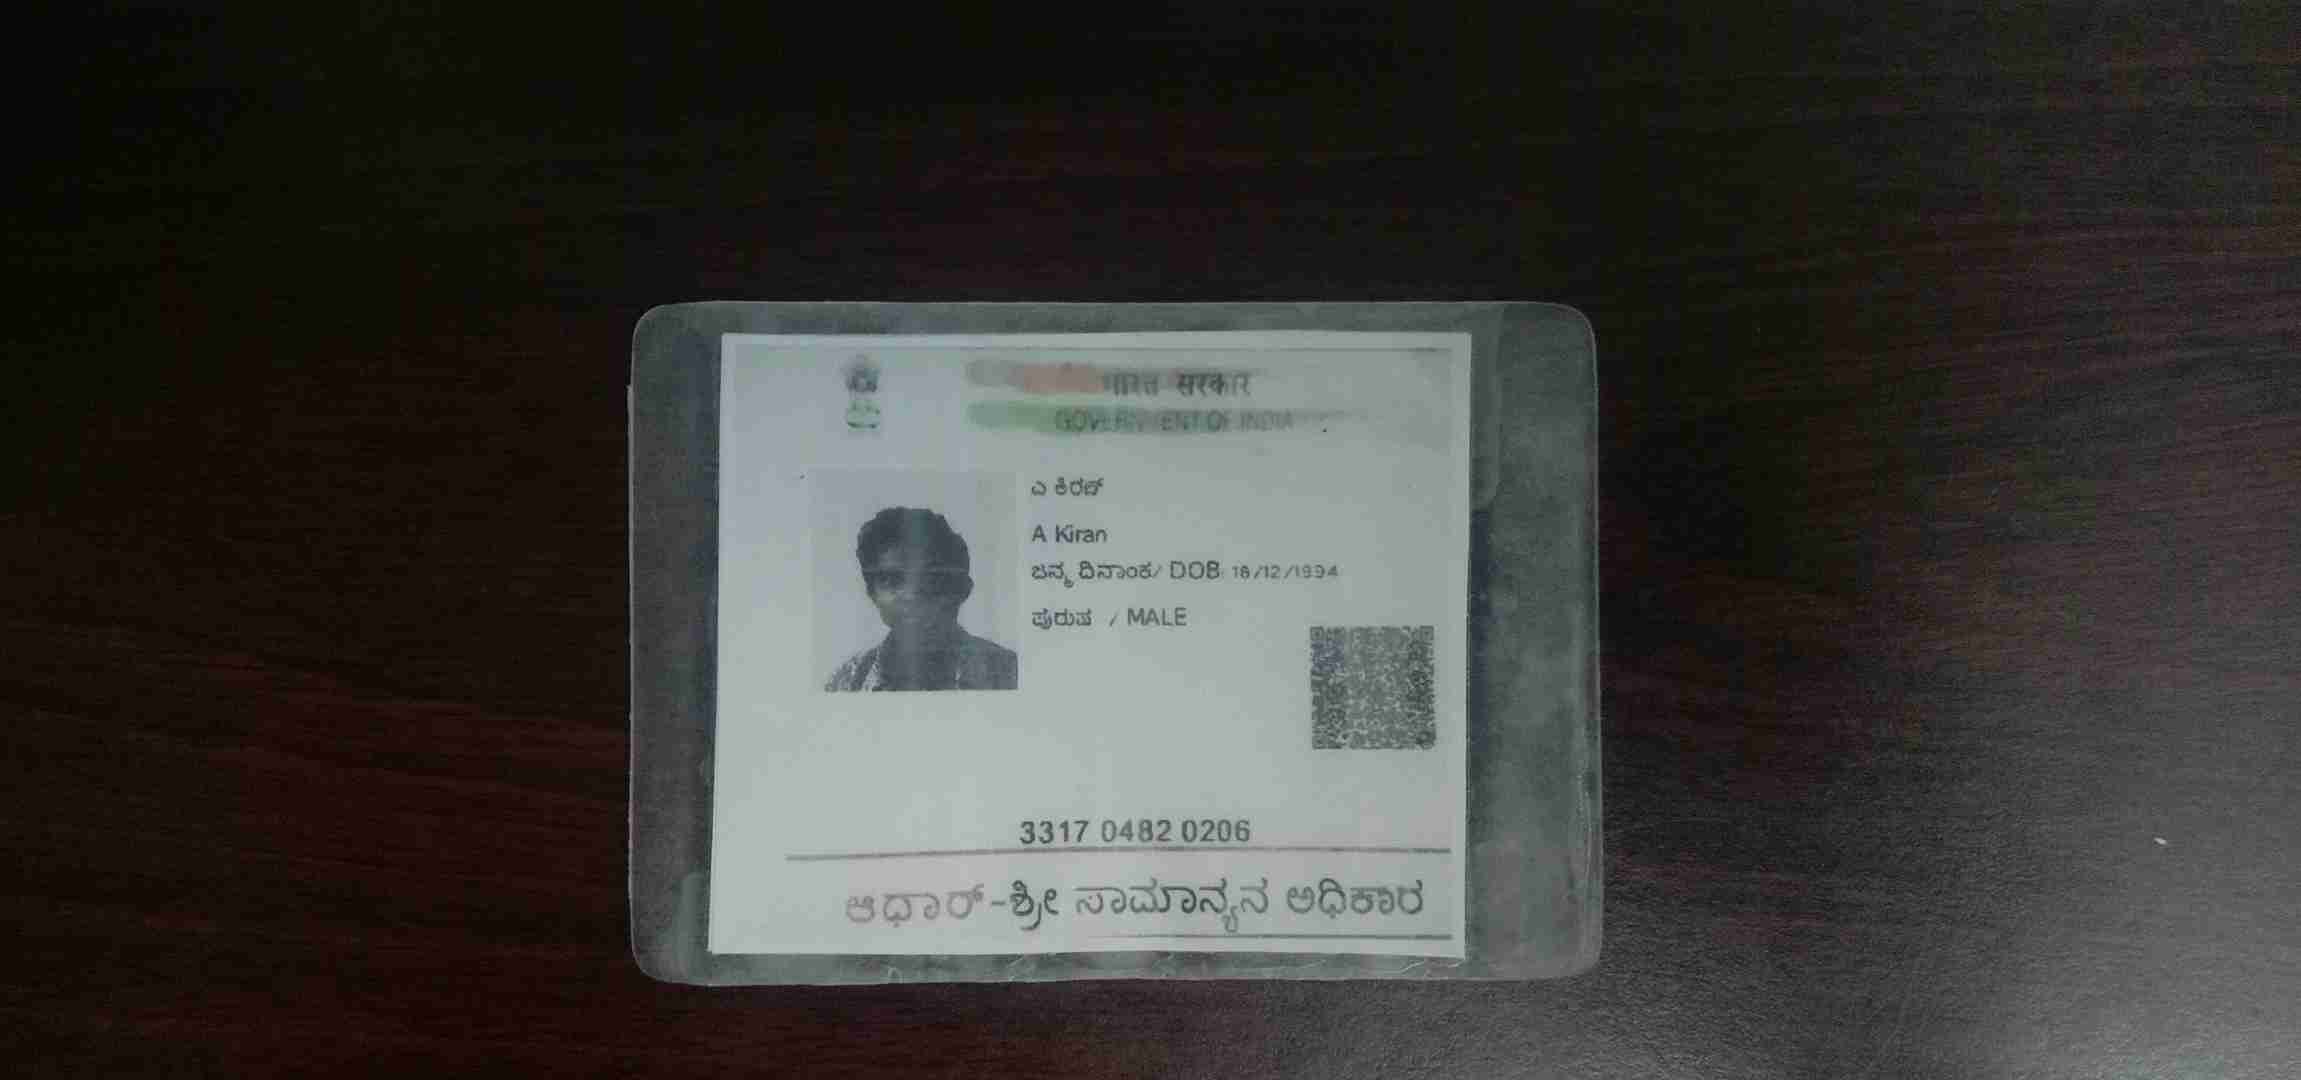 भारत सरकार
GOVERNMENT OF INDIA
ಎ ಕಿರಣ್
A Kiran
ಜನ್ಮ ದಿನಾಂಕ/ DOB: 18/12/1994
ಪುರುಷ / MALE
3317 0482 0206
ಆಧಾರ್-ಶ್ರೀ ಸಾಮಾನ್ಯನ ಅಧಿಕಾರ